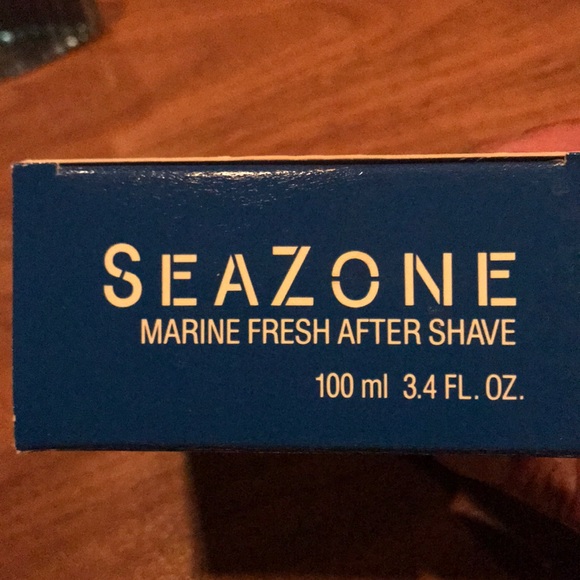 SEAZONE
MARINE FRESH AFTER SHAVE
100 ml 3.4 FL. OZ.